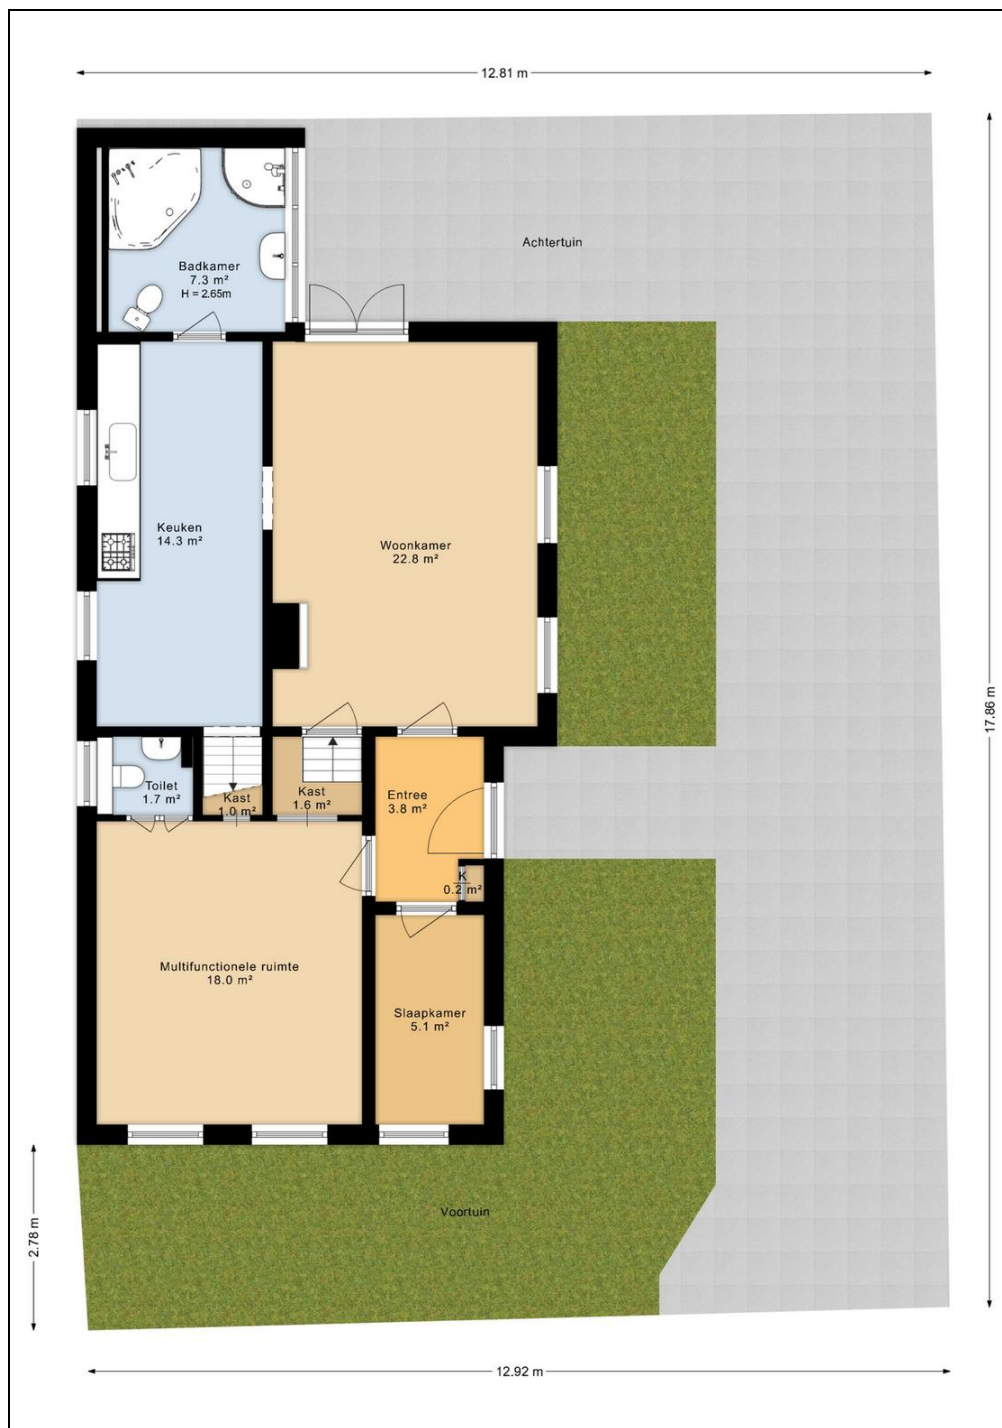 12.81 m
Achtertuin
Badkamer
7.3 m²
H = 2.65m
Keuken
14.3 m²
Woonkamer
22.8 m²
17.86 m
Toilet
1.7 m²
Kast
1.0 m²
Kast
1.6 m²
Entree
3.8 m²
K
0.2 m²
Multifunctionele ruimte
18.0 m²
Slaapkamer
5.1 m²
2.78 m
Voortuin
12.92 m